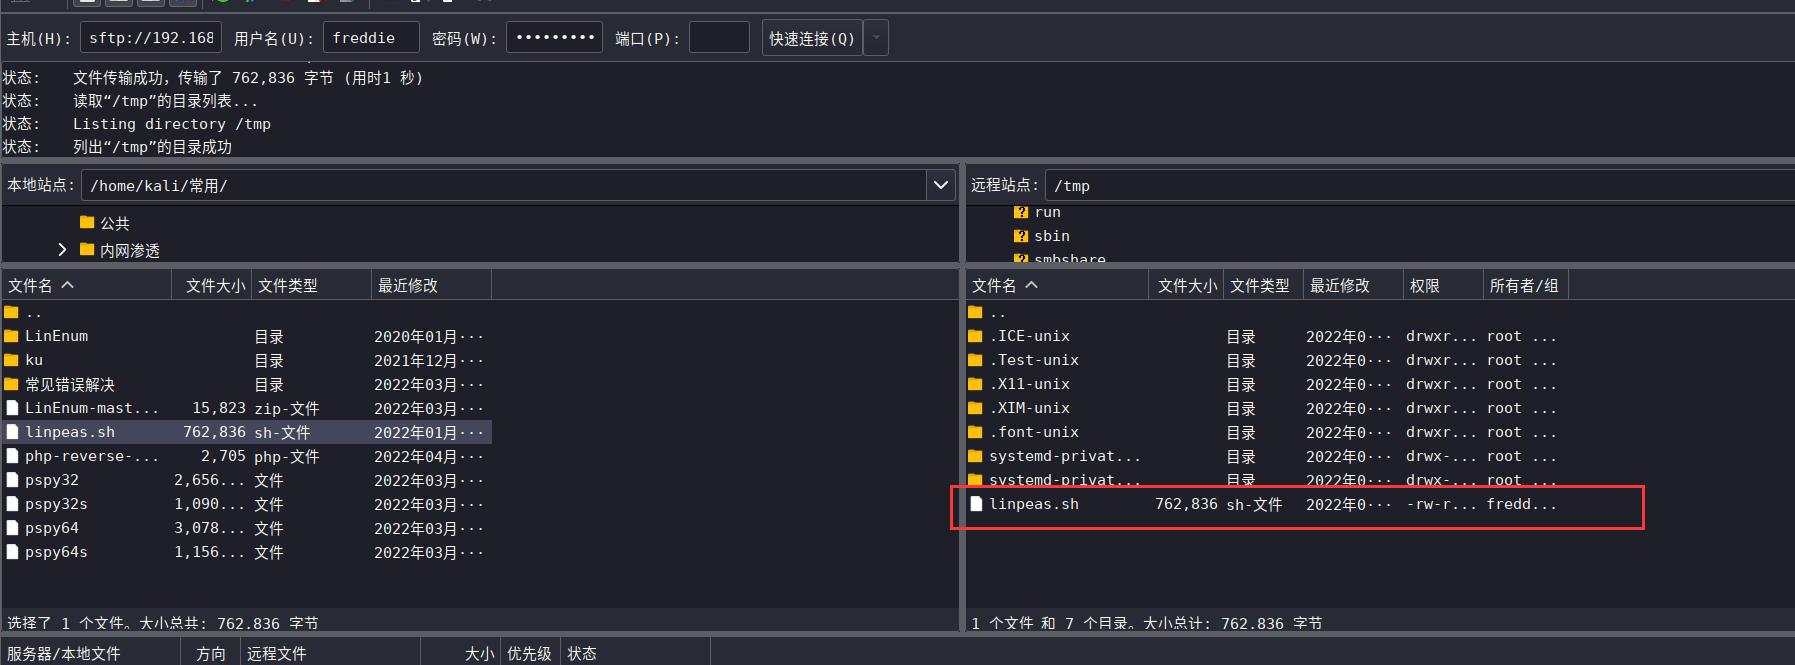 主机(H): sftp://192.168 用户名(U): freddie 密码(W): ••••••••• 端口(P): 快速连接(Q)
状态: 文件传输成功，传输了 762,836 字节 (用时1 秒)
状态: 读取“/tmp”的目录列表...
状态: Listing directory /tmp
状态: 列出“/tmp”的目录成功
本地站点: /home/kali/常用/
公共
内网渗透
文件名 文件大小 文件类型 最近修改
..
LinEnum 目录 2020年01月···
ku 目录 2021年12月···
常见错误解决 目录 2022年03月···
LinEnum-mast... 15,823 zip-文件 2022年03月···
linpeas.sh 762,836 sh-文件 2022年01月···
php-reverse-... 2,705 php-文件 2022年04月···
pspy32 2,656... 文件 2022年03月···
pspy32s 1,090... 文件 2022年03月···
pspy64 3,078... 文件 2022年03月···
pspy64s 1,156... 文件 2022年03月···
选择了 1 个文件。大小总共: 762,836 字节
远程站点: /tmp
run
sbin
smbshare
文件名 文件大小 文件类型 最近修改 权限 所有者/组
..
.ICE-unix 目录 2022年0··· drwxr... root ...
.Test-unix 目录 2022年0··· drwxr... root ...
.X11-unix 目录 2022年0··· drwxr... root ...
.XIM-unix 目录 2022年0··· drwxr... root ...
.font-unix 目录 2022年0··· drwxr... root ...
systemd-privat... 目录 2022年0··· drwx-... root ...
systemd-privat... 目录 2022年0··· drwx-... root ...
linpeas.sh 762,836 sh-文件 2022年0··· -rw-r... fredd...
1 个文件 和 7 个目录。大小总计: 762,836 字节
服务器/本地文件 方向 远程文件 大小 优先级 状态